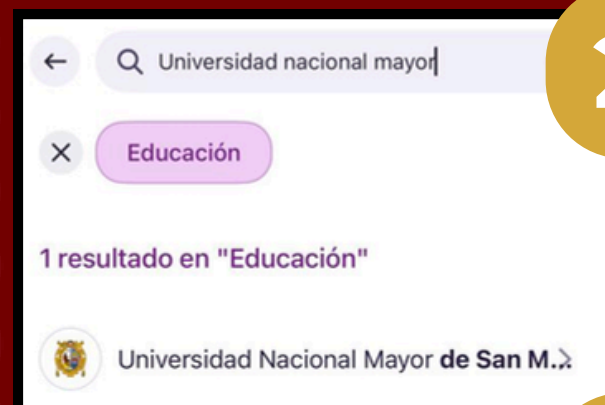 Universidad nacional mayor
Educación
1 resultado en "Educación"
Universidad Nacional Mayor de San M...